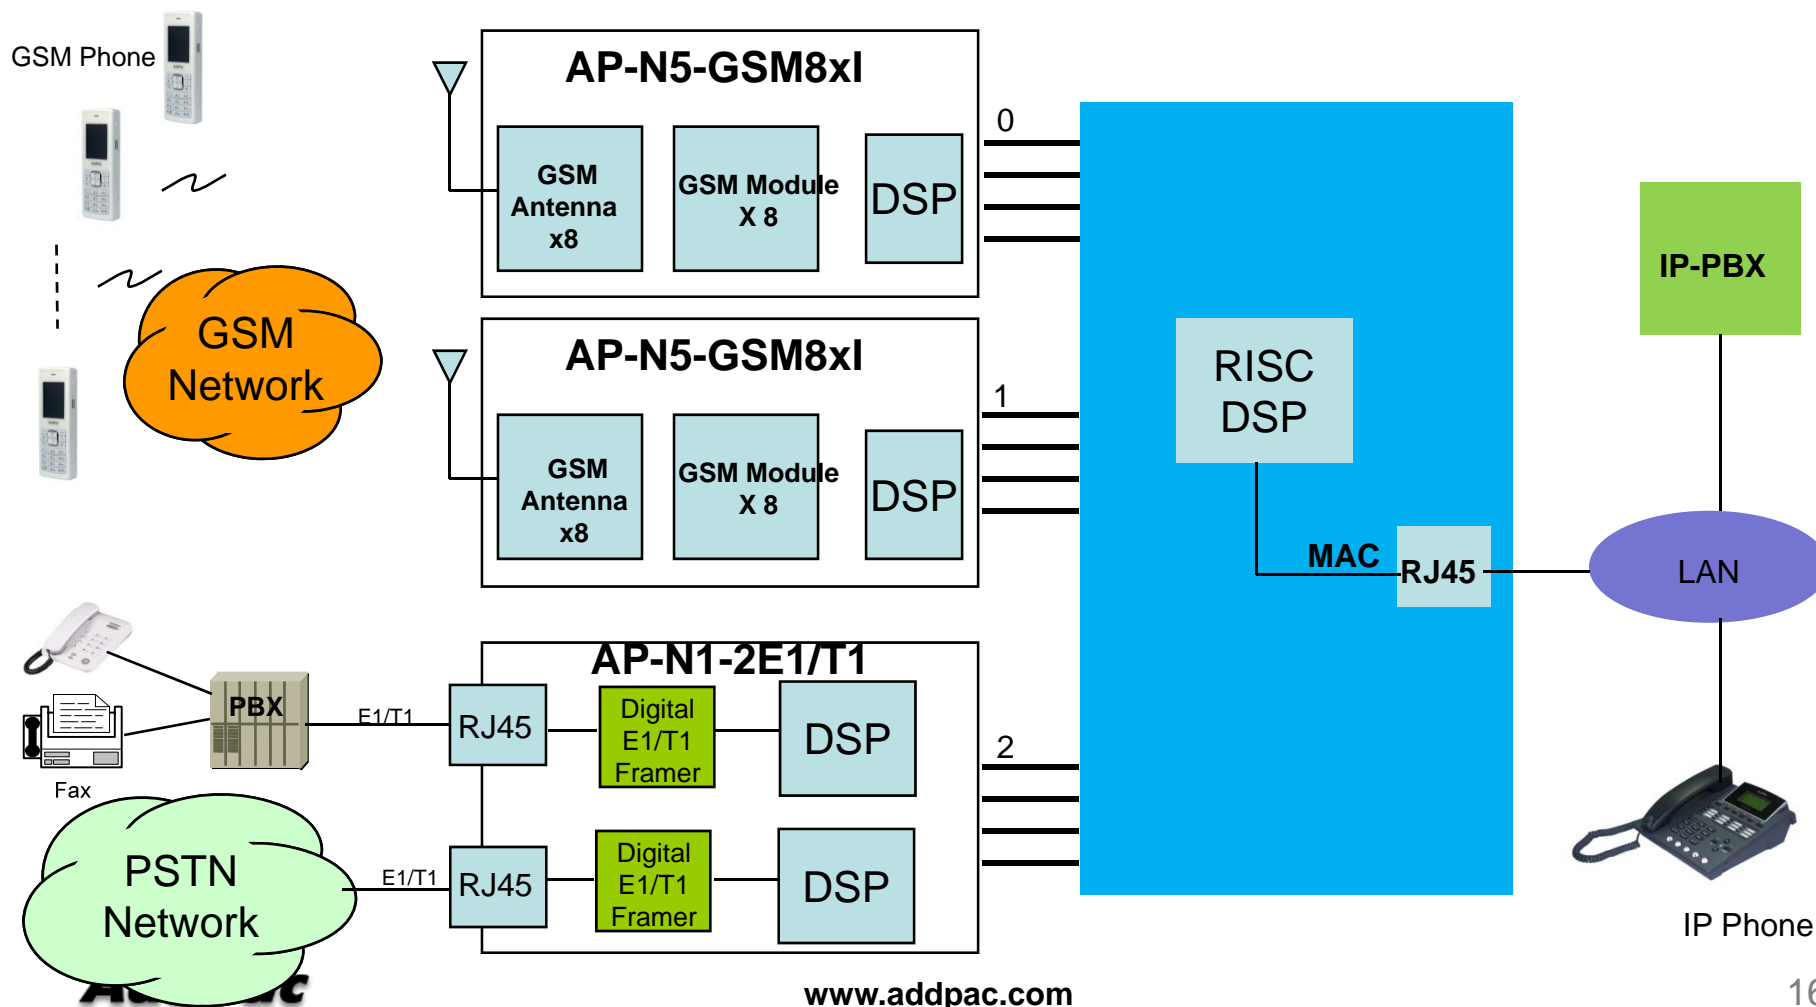 GSM Phone
AP-N5-GSM8xI
GSM
Antenna
x8
GSM Module
X 8
DSP
0
GSM
Network
AP-N5-GSM8xI
GSM
Antenna
x8
GSM Module
X 8
DSP
1
RISC
DSP
MAC
RJ45
IP-PBX
LAN
IP Phone
AP-N1-2E1/T1
PBX
E1/T1
RJ45
Digital
E1/T1
Framer
DSP
2
Fax
PSTN
Network
E1/T1
RJ45
Digital
E1/T1
Framer
DSP
www.addpac.com